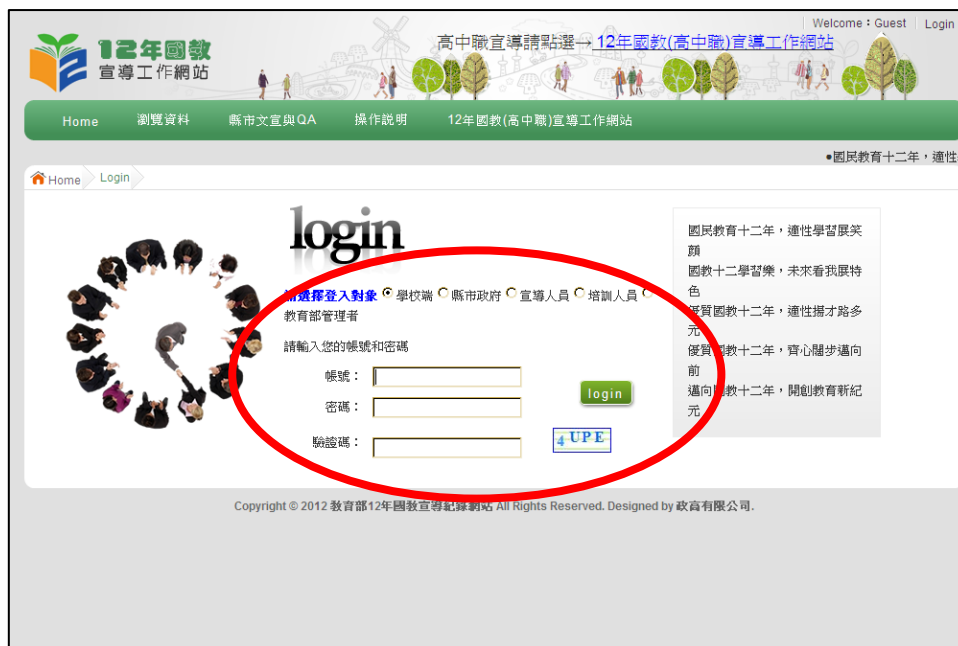 Welcome：Guest | Login
12年國教
宣導工作網站
高中職宣導請點選→ 12年國教(高中職)宣導工作網站
Home 瀏覽資料 縣市文宣與QA 操作說明 12年國教(高中職)宣導工作網站
●國民教育十二年，適性
Home Login
login
請選擇登入對象 學校端 縣市政府 宣導人員 培訓人員
教育部管理者
請輸入您的帳號和密碼
帳號：
密碼：
login
驗證碼：
4 U P E
國民教育十二年，適性學習展笑
顏
國教十二學習樂，未來看我展特
色
優質國教十二年，適性揚才路多
元
優質國教十二年，齊心闊步邁向
前
邁向國教十二年，開創教育新紀
元
Copyright © 2012 教育部12年國教宣導紀錄網站 All Rights Reserved. Designed by 政高有限公司.